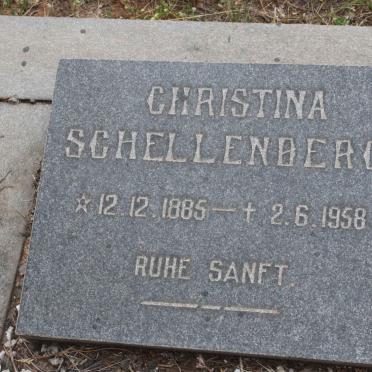 CHRISTINA
SCHELLENBERG
☆ 12.12.1885 — † 2.6.1958
RUHE SANFT.